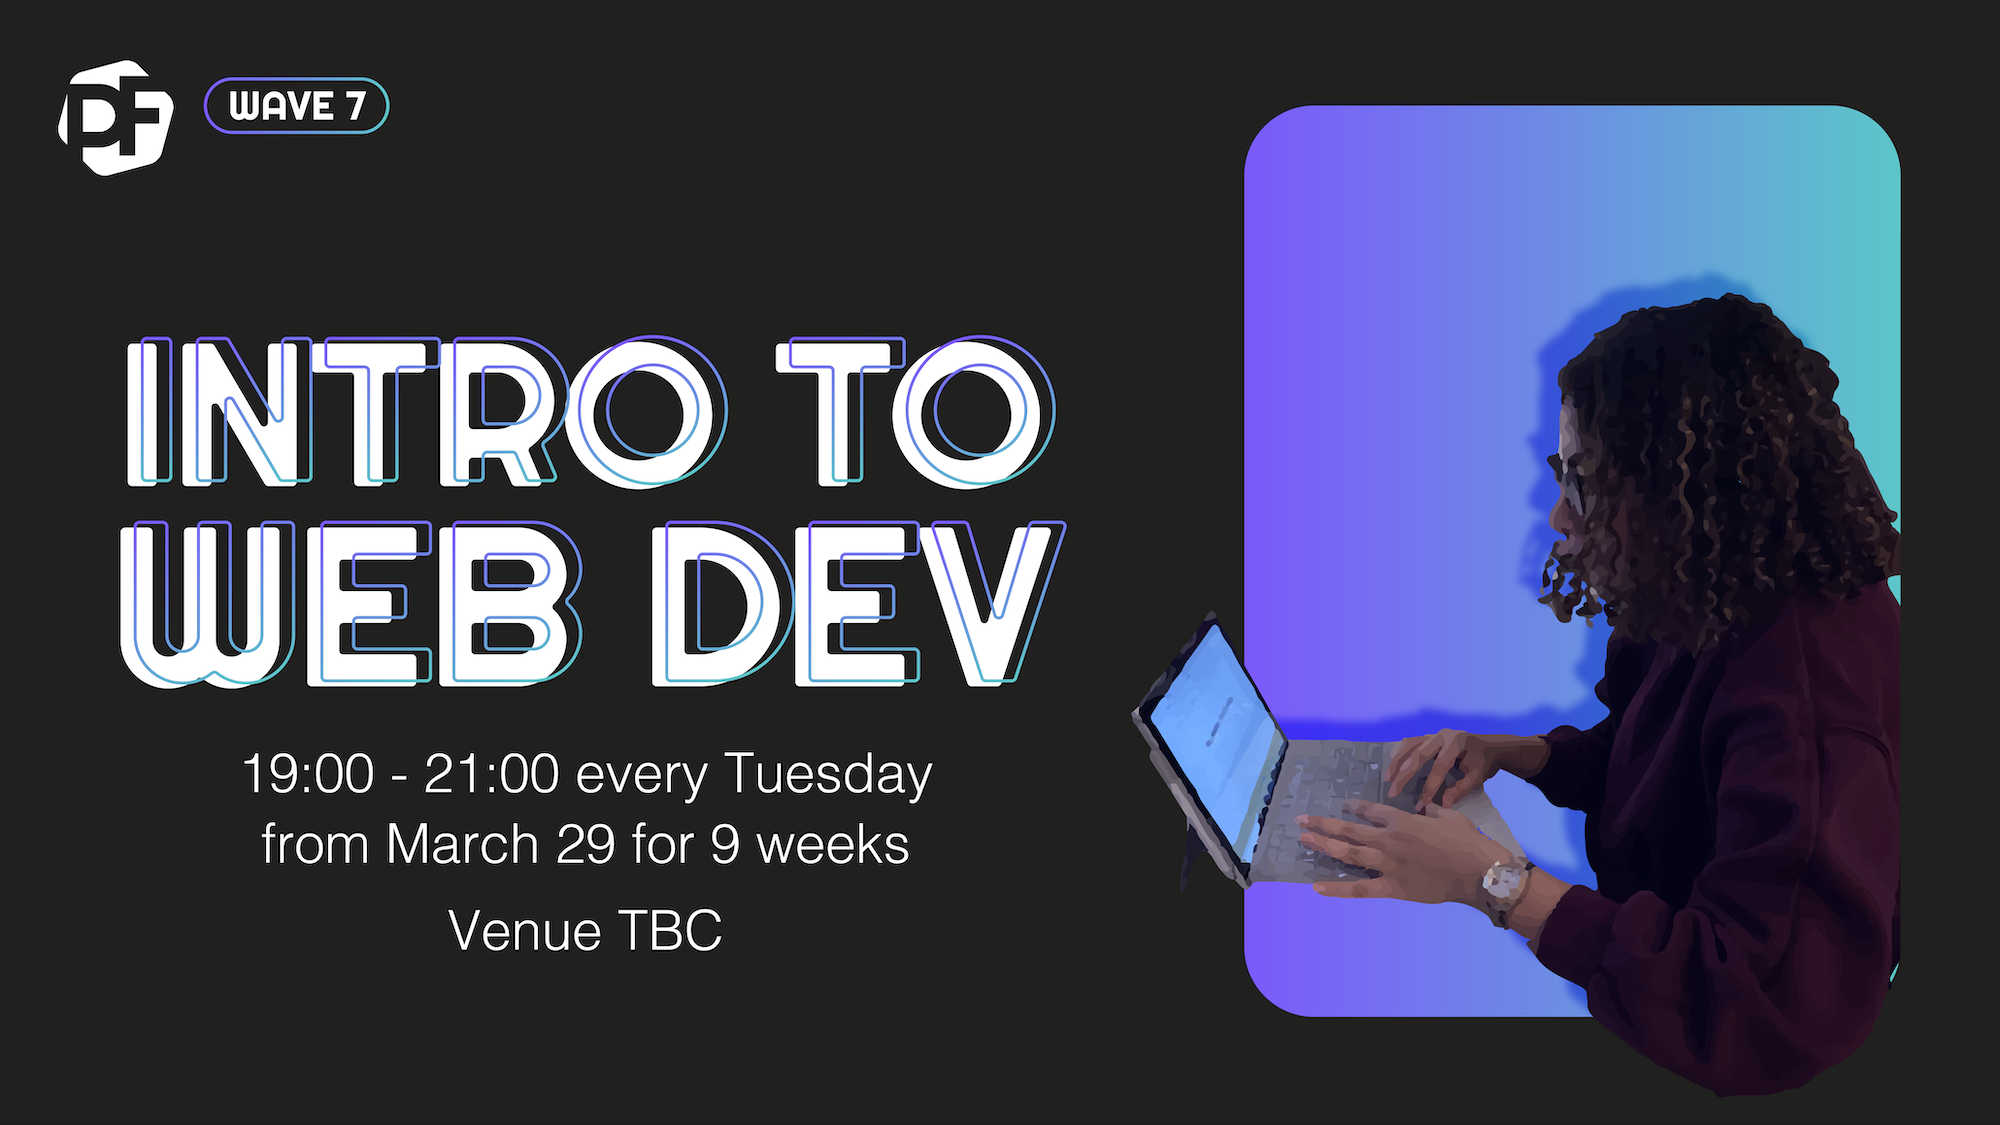 PF
WAVE 7
INTRO TO
WEB DEV
19:00 - 21:00 every Tuesday
from March 29 for 9 weeks
Venue TBC